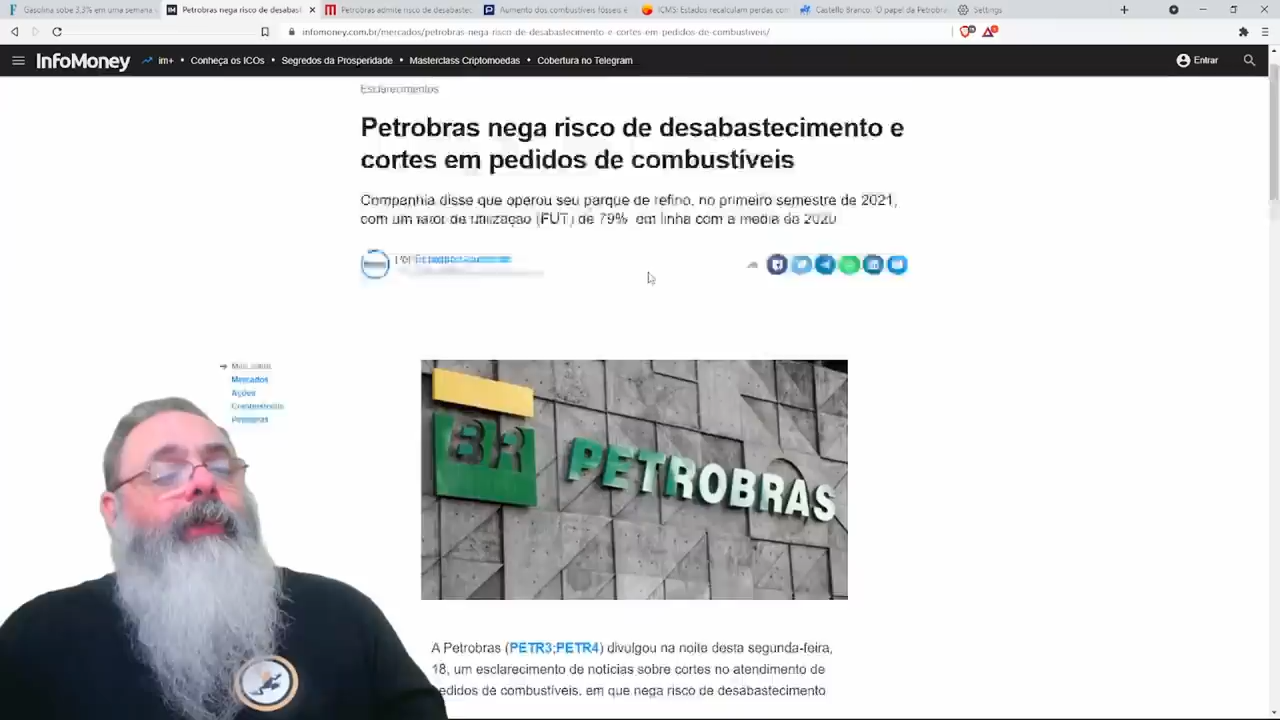 Gasolina sobe 3,3% em uma semana
Petrobras nega risco de desabast
Petrobras admite risco de desabastec
Aumento dos combustíveis fósseis é
ICMS: Estados recalculam perdas com
Castello Branco: 'O papel da Petrobra
Settings
infomoney.com.br/mercados/petrobras-nega-risco-de-desabastecimento-e-cortes-em-pedidos-de-combustiveis/
InfoMoney im+ • Conheça os ICOs • Segredos da Prosperidade • Masterclass Criptomoedas • Cobertura no Telegram Entrar
Esclarecimentos
Petrobras nega risco de desabastecimento e
cortes em pedidos de combustíveis
Companhia disse que operou seu parque de refino, no primeiro semestre de 2021,
com um fator de utilização (FUT) de 79% em linha com a média de 2020
Por
Mercados
Ações
Petrobras
BR PETROBRAS
A Petrobras (PETR3;PETR4) divulgou na noite desta segunda-feira,
18, um esclarecimento de notícias sobre cortes no atendimento de
pedidos de combustíveis, em que nega risco de desabastecimento